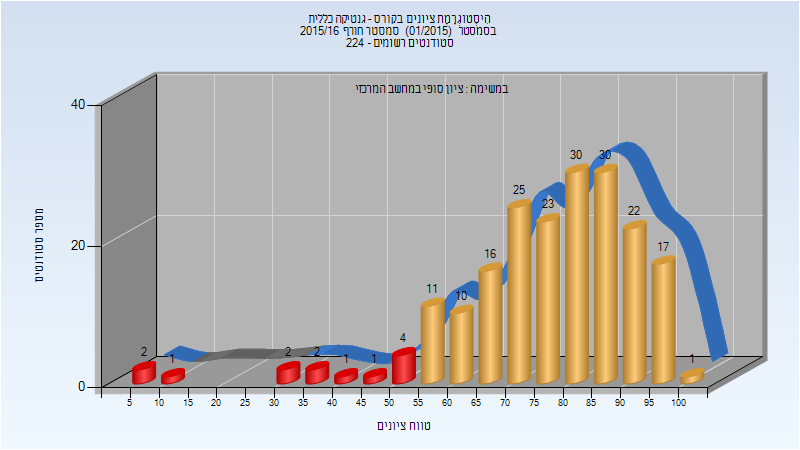 היסטוגרמת ציונים בקורס - גנטיקה כללית
בסמסטר (01/2015) סמסטר חורף 2015/16
סטודנטים רשומים - 224
במשימה : ציון סופי במחשב המרכזי
מספר סטודנטים
40
20
0
2
1
2
2
1
1
4
11
10
16
25
23
30
30
22
17
1
5 10 15 20 25 30 35 40 45 50 55 60 65 70 75 80 85 90 95 100
טווח ציונים